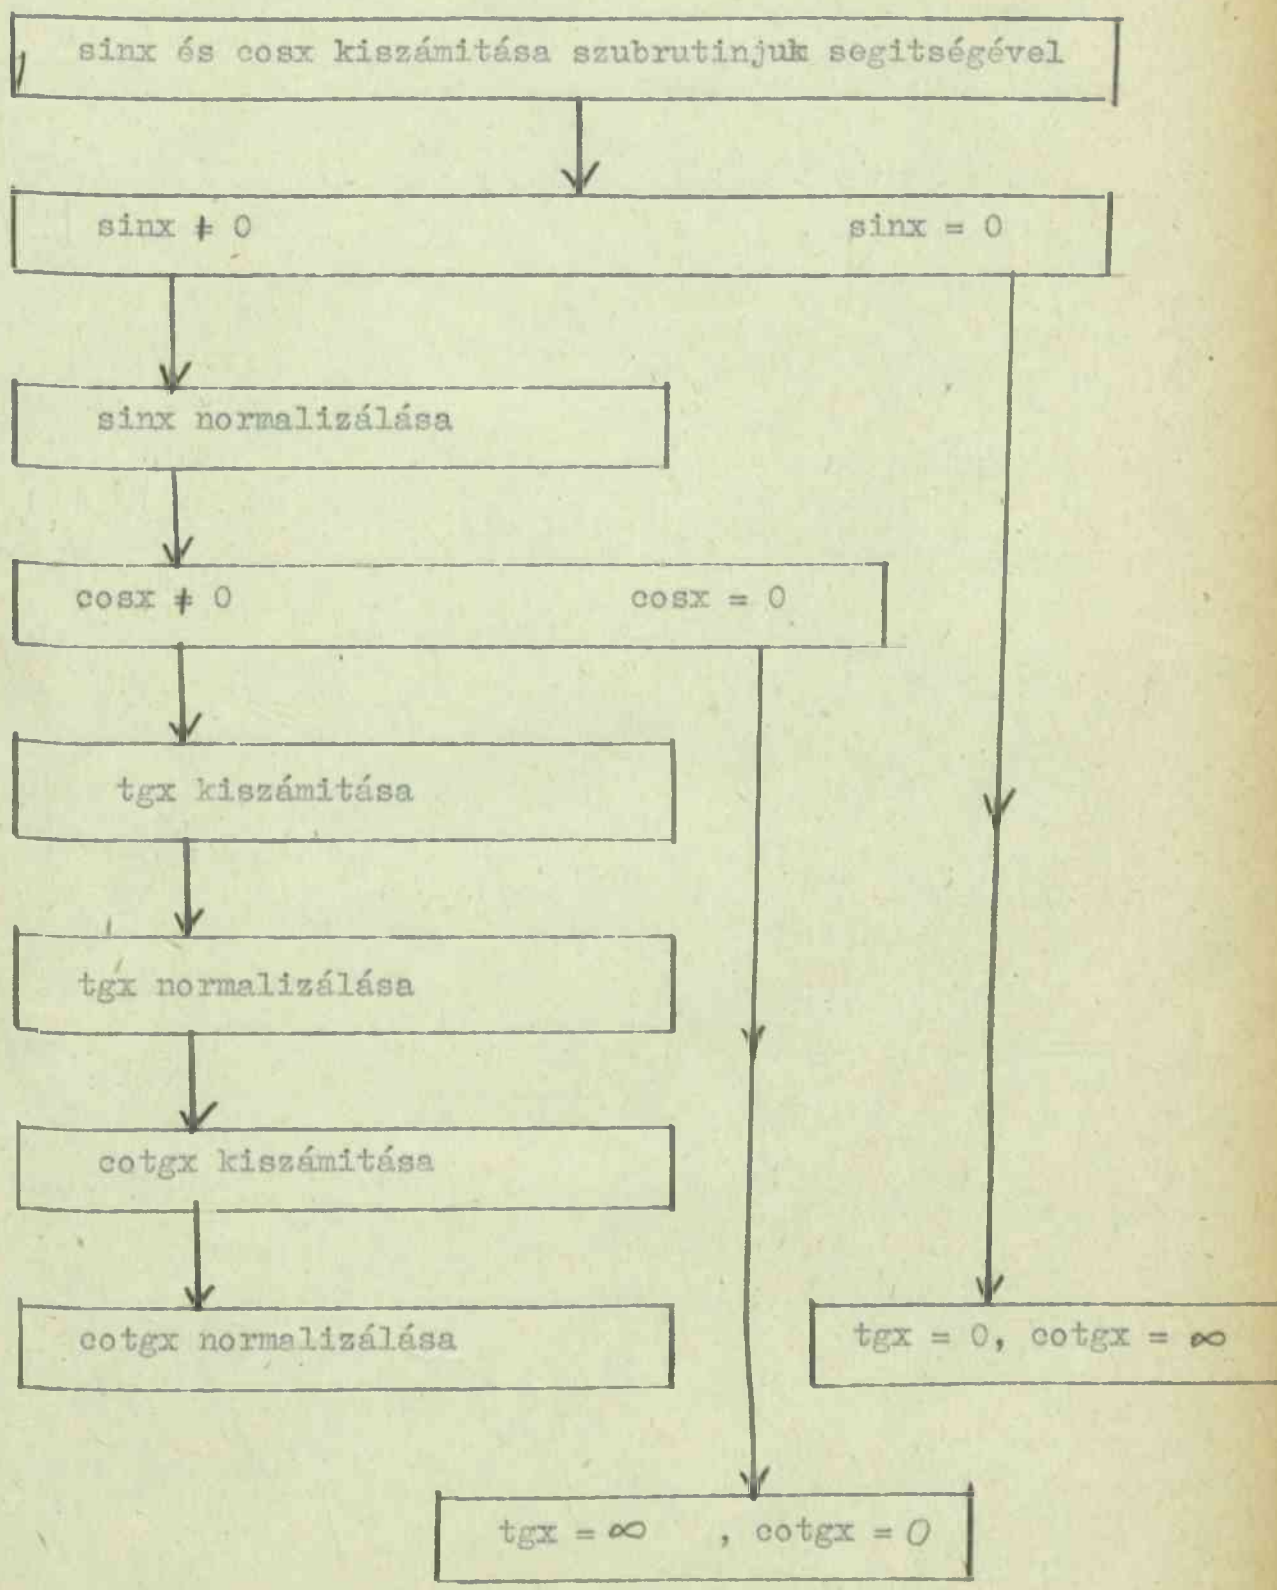 sinx és cosx kiszámitása szubrutinjuk segitségével
sinx ≠ 0 sinx = 0
sinx normalizálása
cosx ≠ 0 cosx = 0
tgx kiszámitása
tgx normalizálása
cotgx kiszámitása
cotgx normalizálása
tgx = 0, cotgx = ∞
tgx = ∞ , cotgx = 0